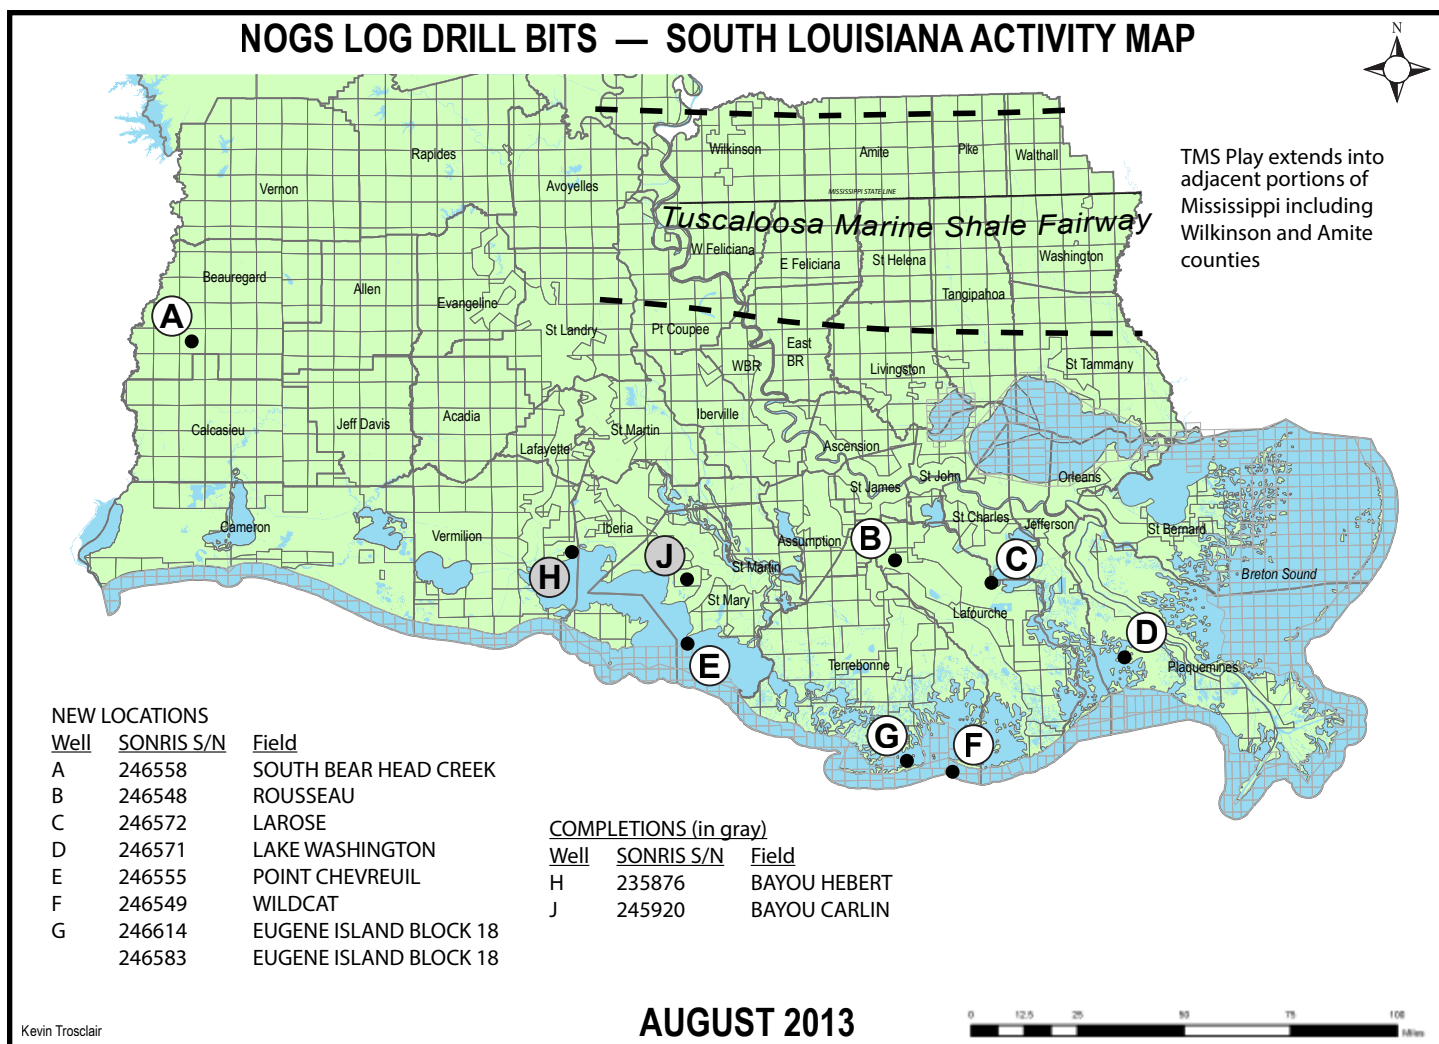 NOGS LOG DRILL BITS — SOUTH LOUISIANA ACTIVITY MAP
N
TMS Play extends into
adjacent portions of
Mississippi including
Wilkinson and Amite
counties
Wilkinson
Amite
Pike
Walthall
Rapides
Vernon
Avoyelles
MISSISSIPPI STATE LINE
Tuscaloosa Marine Shale Fairway
W Feliciana
E Feliciana
St Helena
Washington
Beauregard
Allen
Evangeline
Tangipahoa
A
St Landry
Pt Coupee
East
BR
WBR
Livingston
St Tammany
Calcasieu
Jeff Davis
Acadia
St Martin
Iberville
Lafayette
Ascension
St John
Orleans
St James
Cameron
Vermilion
Iberia
St Charles
Jefferson
St Bernard
Assumption
B
J
C
H
St Martin
Breton Sound
St Mary
Lafourche
D
E
Terrebonne
Plaquemines
G
F
NEW LOCATIONS
Well SONRIS S/N Field
A 246558 SOUTH BEAR HEAD CREEK
B 246548 ROUSSEAU
C 246572 LAROSE
D 246571 LAKE WASHINGTON
E 246555 POINT CHEVREUIL
F 246549 WILDCAT
G 246614 EUGENE ISLAND BLOCK 18
246583 EUGENE ISLAND BLOCK 18
COMPLETIONS (in gray)
Well SONRIS S/N Field
H 235876 BAYOU HEBERT
J 245920 BAYOU CARLIN
Kevin Trosclair
AUGUST 2013
0 12.5 25 50 75 100
Miles